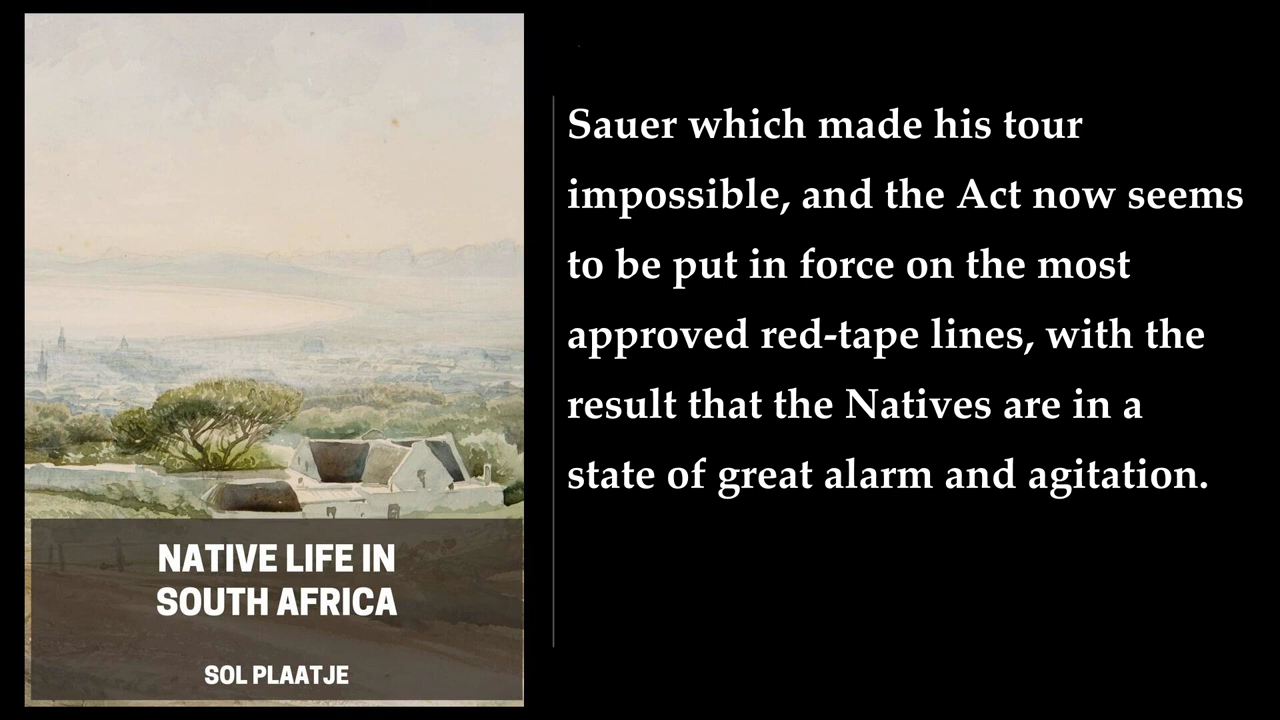 NATIVE LIFE IN
SOUTH AFRICA
SOL PLAATJE
Sauer which made his tour
impossible, and the Act now seems
to be put in force on the most
approved red-tape lines, with the
result that the Natives are in a
state of great alarm and agitation.